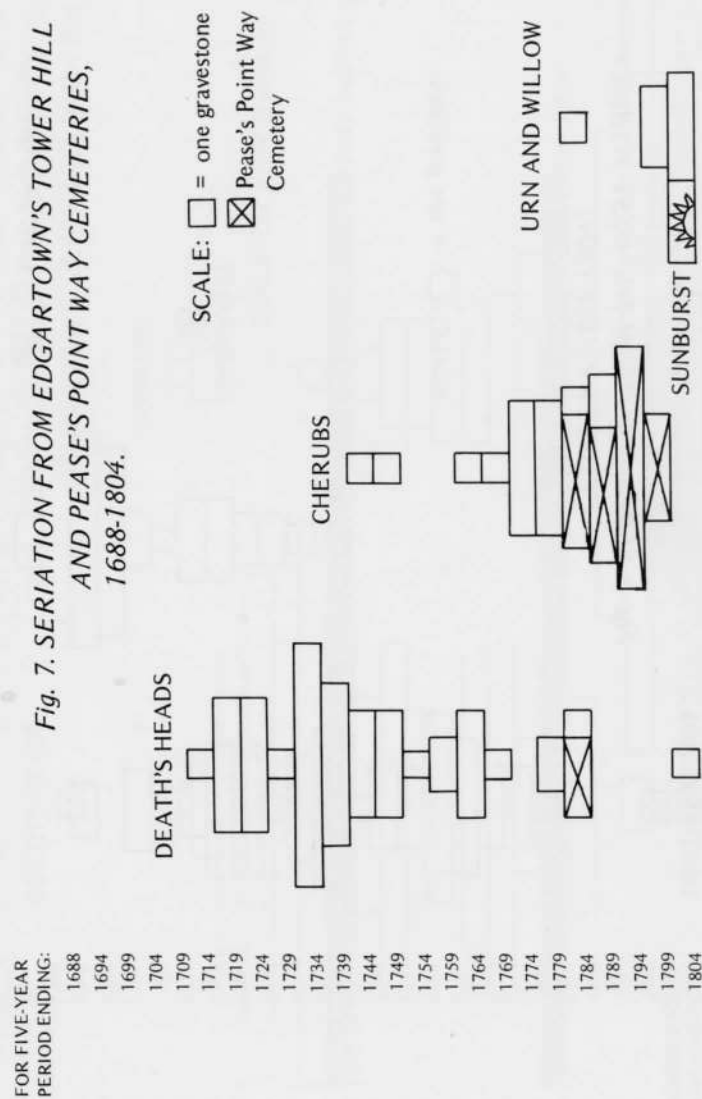 Fig. 7. SERIATION FROM EDGARTOWN'S TOWER HILL
AND PEASE'S POINT WAY CEMETERIES,
1688-1804.
SCALE: = one gravestone
Pease's Point Way
Cemetery
FOR FIVE-YEAR
PERIOD ENDING:
DEATH'S HEADS
CHERUBS
URN AND WILLOW
SUNBURST
1688
1694
1699
1704
1709
1714
1719
1724
1729
1734
1739
1744
1749
1754
1759
1764
1769
1774
1779
1784
1789
1794
1799
1804